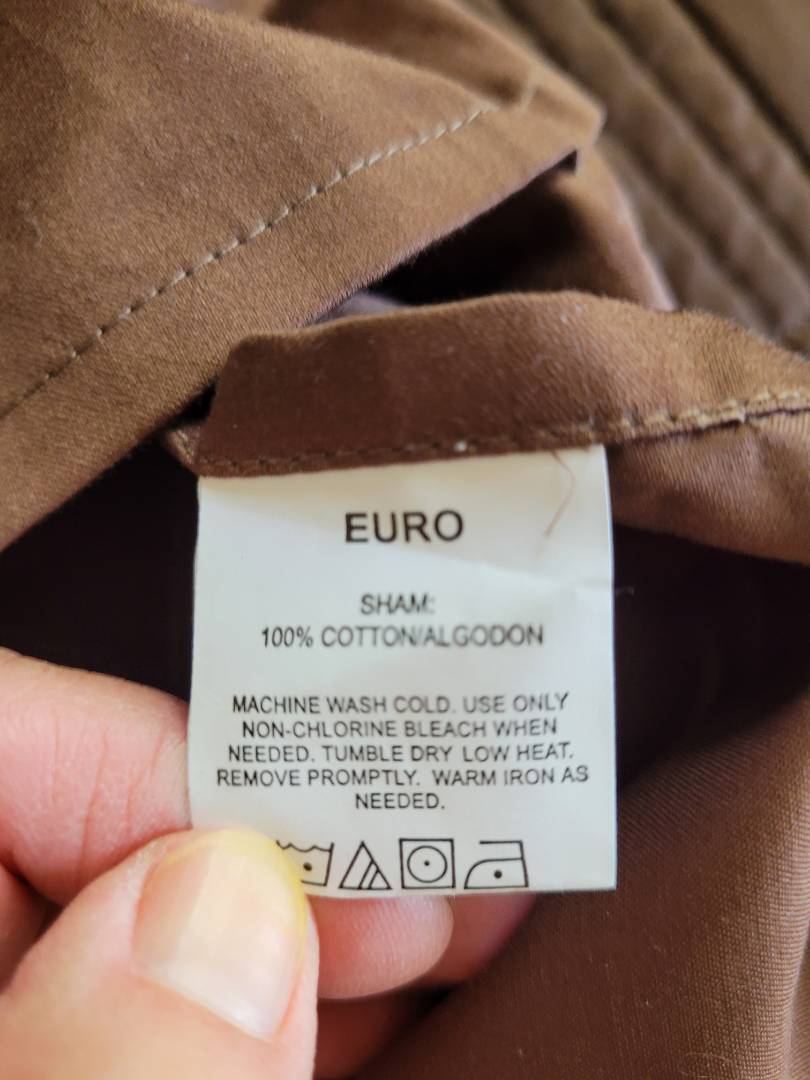 EURO
SHAM:
100% COTTON/ALGODON
MACHINE WASH COLD. USE ONLY
NON-CHLORINE BLEACH WHEN
NEEDED. TUMBLE DRY LOW HEAT.
REMOVE PROMPTLY. WARM IRON AS
NEEDED.